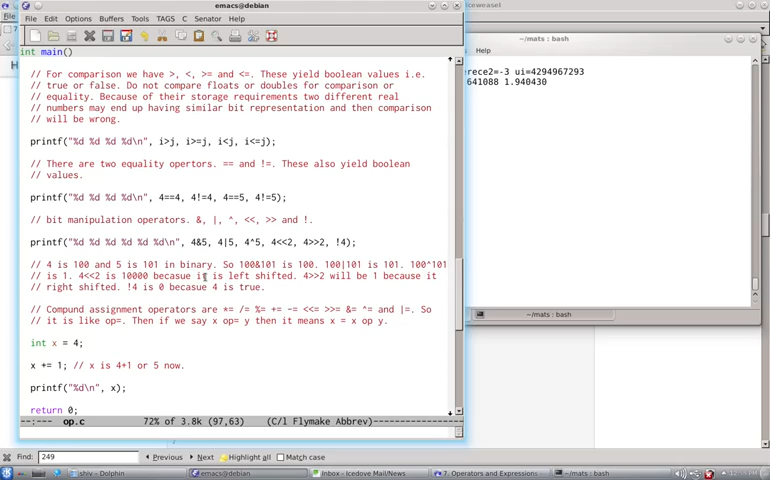 emacs@debian
File Edit Options Buffers Tools TAGS C Senator Help
int main()
// For comparison we have >, <, >= and <=. These yield boolean values i.e.
// true or false. Do not compare floats or doubles for comparison or
// equality. Because of their storage requirements two different real
// numbers may end up having similar bit representation and then comparison
// will be wrong.
printf("%d %d %d %d\n", i>j, i>=j, i<j, i<=j);
// There are two equality opertors. == and !=. These also yield boolean
// values.
printf("%d %d %d %d\n", 4==4, 4!=4, 4==5, 4!=5);
// bit manipulation operators. &, |, ^, <<, >> and !.
printf("%d %d %d %d %d %d\n", 4&5, 4|5, 4^5, 4<<2, 4>>2, !4);
// 4 is 100 and 5 is 101 in binary. So 100&101 is 100. 100|101 is 101. 100^101
// is 1. 4<<2 is 10000 becasue it is left shifted. 4>>2 will be 1 because it
// right shifted. !4 is 0 becasue 4 is true.
// Compund assignment operators are *= /= %= += -= <<= >>= &= ^= and |=. So
// it is like op=. Then if we say x op= y then it means x = x op y.
int x = 4;
x += 1; // x is 4+1 or 5 now.
printf("%d\n", x);
return 0;
--:--- op.c 72% of 3.8k (97,63) (C/l Flymake Abbrev)
ceweasel
~/mats : bash
Help
erece2=-3 ui=4294967293
641088 1.940430
~/mats : bash
File
Find: 249 Previous Next Highlight all Match case
shiv - Dolphin emacs@debian Inbox - Icedove Mail/News 7. Operators and Expressions ~/mats : bash